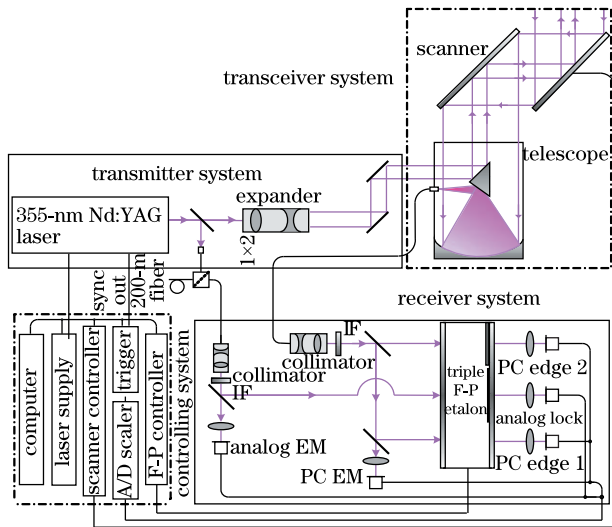 scanner
transceiver system
telescope
transmitter system
expander
355-nm Nd:YAG
laser
1×2
sync
out
200-m
fiber
receiver system
IF
collimator
collimator
IF
triple
F-P
etalon
PC edge 2
analog lock
PC edge 1
analog EM
PC EM
computer
laser supply
scanner controller
trigger
A/D scaler
F-P controller
controlling system